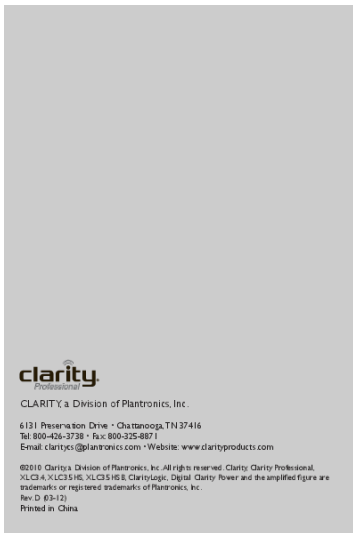 clarity
Professional
CLARITY, a Division of Plantronics, Inc.
6131 Preservation Drive • Chattanooga, TN 37416
Tel: 800-426-3738 • Fax: 800-325-8871
E-mail: claritycs@plantronics.com • Website: www.clarityproducts.com
©2010 Clarity, a Division of Plantronics, Inc. All rights reserved. Clarity, Clarity Professional,
XLC3.4, XLC3.5HS, XLC3.5HSB, ClarityLogic, Digital Clarity Power and the amplified figure are
trademarks or registered trademarks of Plantronics, Inc.
Rev. D (03-12)
Printed in China